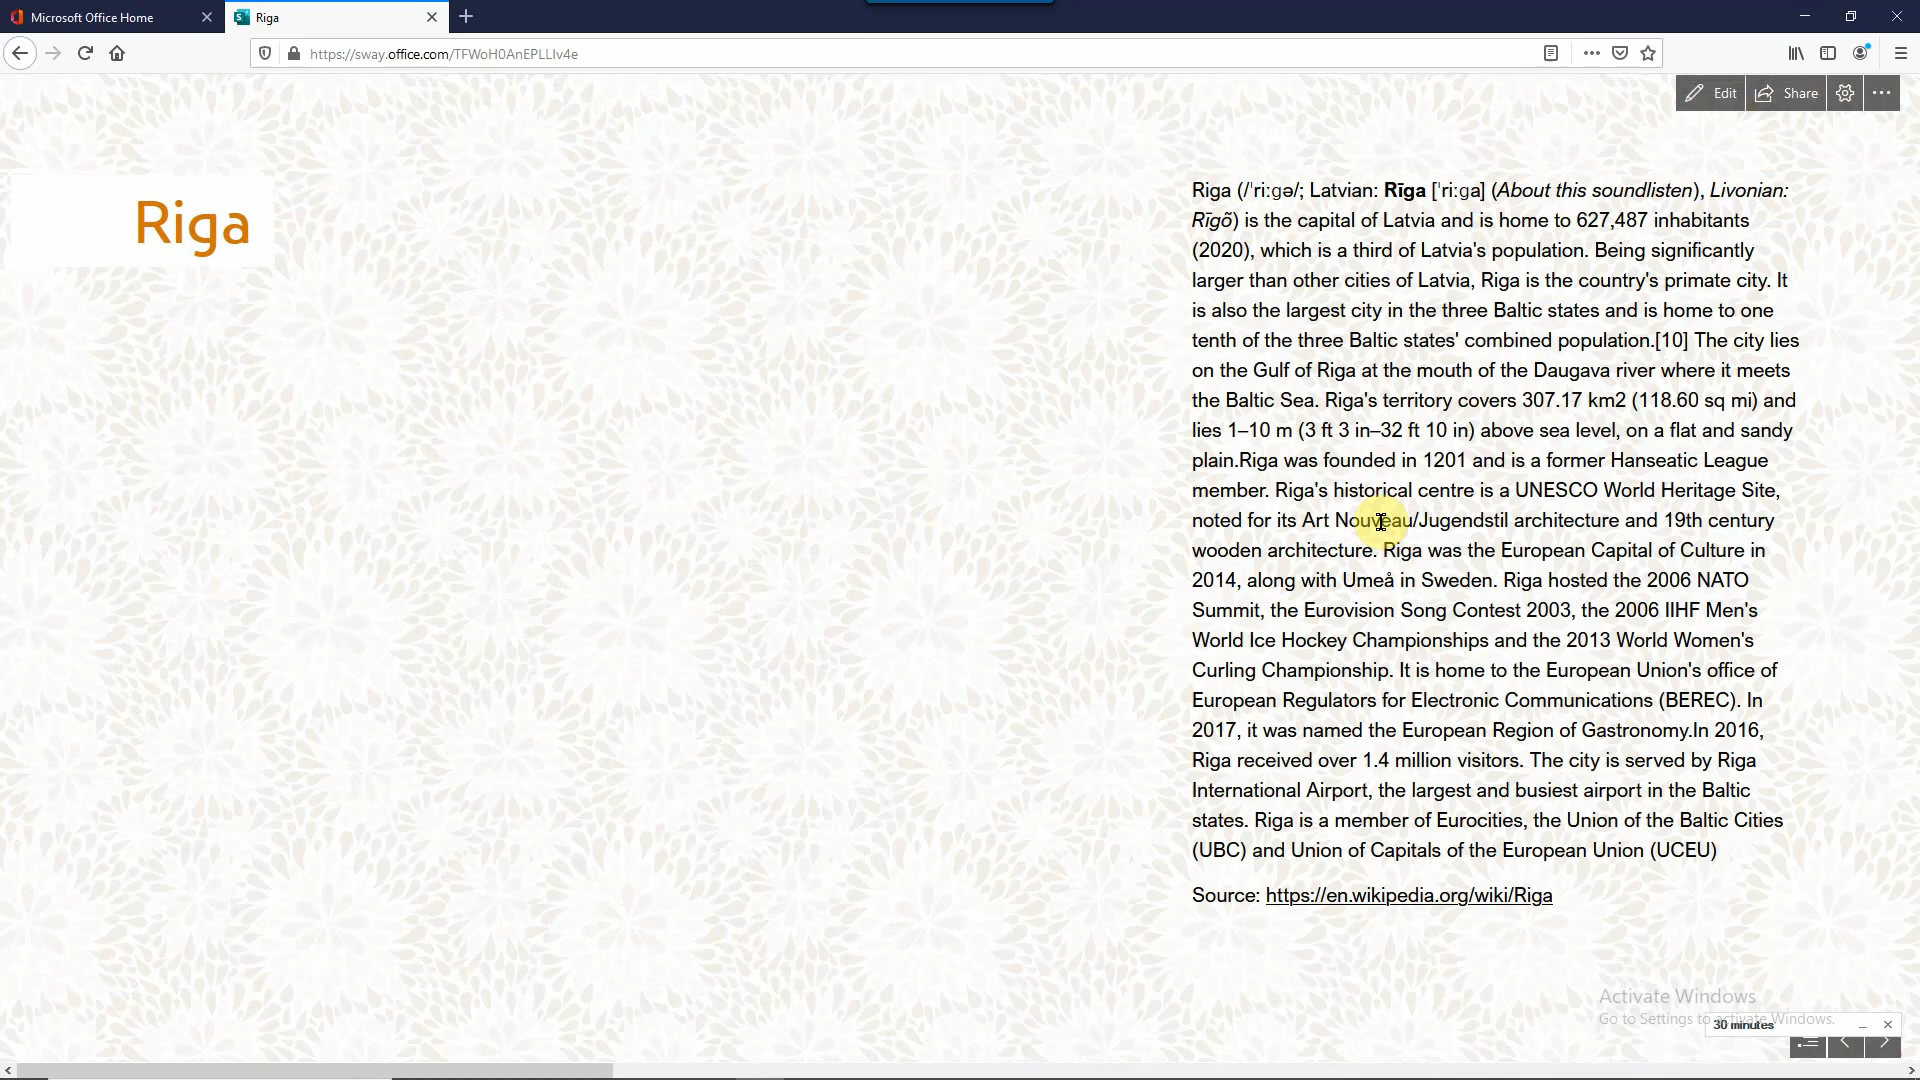 Microsoft Office Home
Riga
https://sway.office.com/TFWoH0AnEPLLIv4e
Edit
Share
Riga
Riga (/ˈriːɡə/; Latvian: Rīga [ˈriːɡa] (About this soundlisten), Livonian:
Rīgõ) is the capital of Latvia and is home to 627,487 inhabitants
(2020), which is a third of Latvia's population. Being significantly
larger than other cities of Latvia, Riga is the country's primate city. It
is also the largest city in the three Baltic states and is home to one
tenth of the three Baltic states' combined population.[10] The city lies
on the Gulf of Riga at the mouth of the Daugava river where it meets
the Baltic Sea. Riga's territory covers 307.17 km2 (118.60 sq mi) and
lies 1–10 m (3 ft 3 in–32 ft 10 in) above sea level, on a flat and sandy
plain.Riga was founded in 1201 and is a former Hanseatic League
member. Riga's historical centre is a UNESCO World Heritage Site,
noted for its Art Nouveau/Jugendstil architecture and 19th century
wooden architecture. Riga was the European Capital of Culture in
2014, along with Umeå in Sweden. Riga hosted the 2006 NATO
Summit, the Eurovision Song Contest 2003, the 2006 IIHF Men's
World Ice Hockey Championships and the 2013 World Women's
Curling Championship. It is home to the European Union's office of
European Regulators for Electronic Communications (BEREC). In
2017, it was named the European Region of Gastronomy.In 2016,
Riga received over 1.4 million visitors. The city is served by Riga
International Airport, the largest and busiest airport in the Baltic
states. Riga is a member of Eurocities, the Union of the Baltic Cities
(UBC) and Union of Capitals of the European Union (UCEU)
Source: https://en.wikipedia.org/wiki/Riga
Activate Windows
Go to Settings to activate Windows.
30 minutes